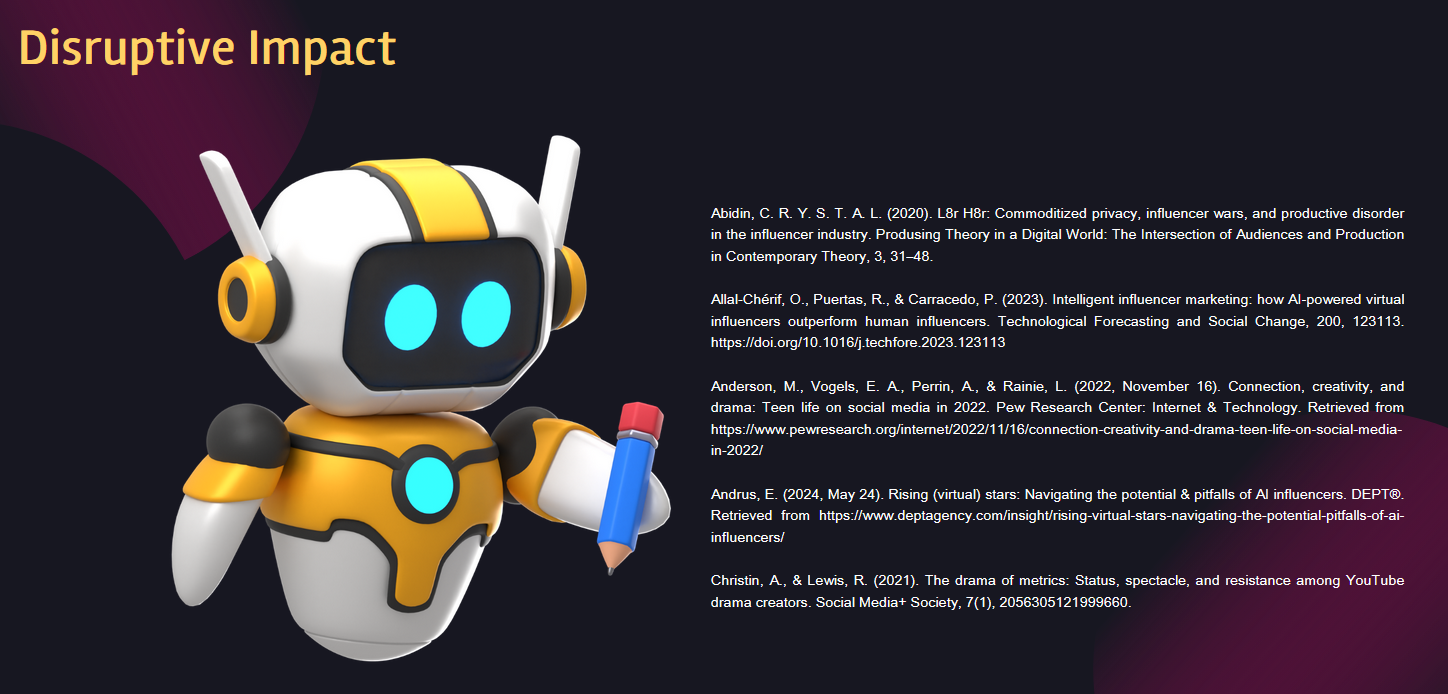 Disruptive Impact
Abidin, C. R. Y. S. T. A. L. (2020). L8r H8r: Commoditized privacy, influencer wars, and productive disorder
in the influencer industry. Produsing Theory in a Digital World: The Intersection of Audiences and Production
in Contemporary Theory, 3, 31–48.
Allal-Chérif, O., Puertas, R., & Carracedo, P. (2023). Intelligent influencer marketing: how AI-powered virtual
influencers outperform human influencers. Technological Forecasting and Social Change, 200, 123113.
https://doi.org/10.1016/j.techfore.2023.123113
Anderson, M., Vogels, E. A., Perrin, A., & Rainie, L. (2022, November 16). Connection, creativity, and
drama: Teen life on social media in 2022. Pew Research Center: Internet & Technology. Retrieved from
https://www.pewresearch.org/internet/2022/11/16/connection-creativity-and-drama-teen-life-on-social-media-
in-2022/
Andrus, E. (2024, May 24). Rising (virtual) stars: Navigating the potential & pitfalls of AI influencers. DEPT®.
Retrieved from https://www.deptagency.com/insight/rising-virtual-stars-navigating-the-potential-pitfalls-of-ai-
influencers/
Christin, A., & Lewis, R. (2021). The drama of metrics: Status, spectacle, and resistance among YouTube
drama creators. Social Media+ Society, 7(1), 2056305121999660.